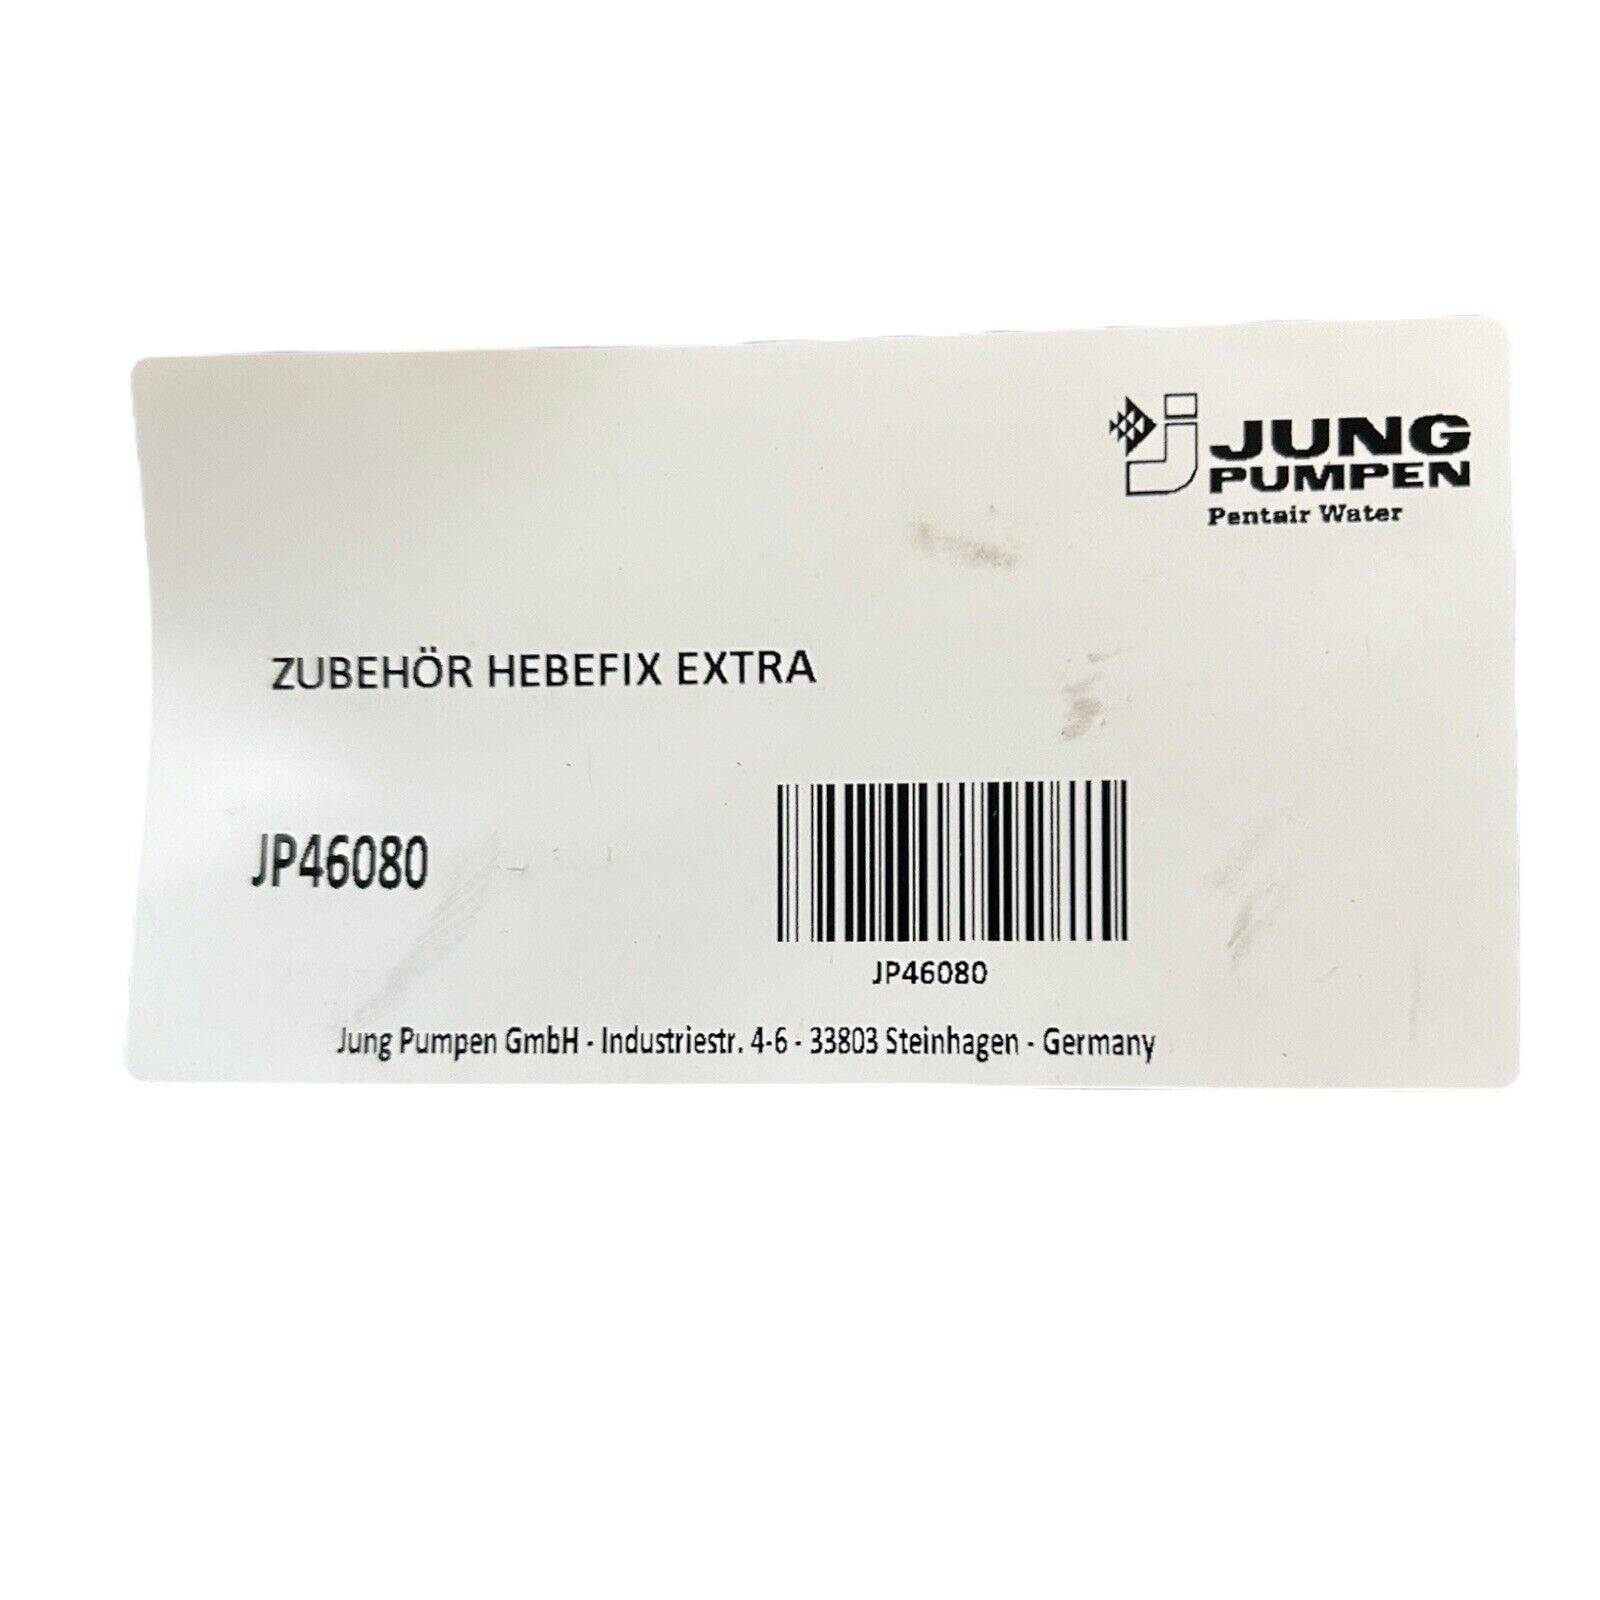 JUNG
PUMPEN
Pentair Water
ZUBEHÖR HEBEFIX EXTRA
JP46080
JP46080
Jung Pumpen GmbH - Industriestr. 4-6 - 33803 Steinhagen - Germany